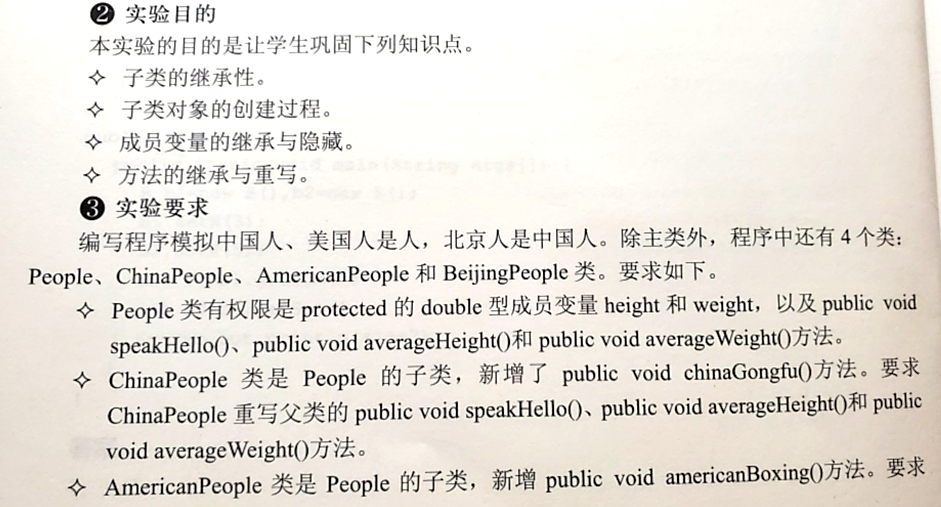 ❷ 实验目的
本实验的目的是让学生巩固下列知识点。
✧ 子类的继承性。
✧ 子类对象的创建过程。
✧ 成员变量的继承与隐藏。
✧ 方法的继承与重写。
❸ 实验要求
编写程序模拟中国人、美国人是人，北京人是中国人。除主类外，程序中还有 4 个类：
People、ChinaPeople、AmericanPeople 和 BeijingPeople 类。要求如下。
✧ People 类有权限是 protected 的 double 型成员变量 height 和 weight，以及 public void
speakHello()、public void averageHeight()和 public void averageWeight()方法。
✧ ChinaPeople 类是 People 的子类，新增了 public void chinaGongfu()方法。要求
ChinaPeople 重写父类的 public void speakHello()、public void averageHeight()和 public
void averageWeight()方法。
✧ AmericanPeople 类是 People 的子类，新增 public void americanBoxing()方法。要求